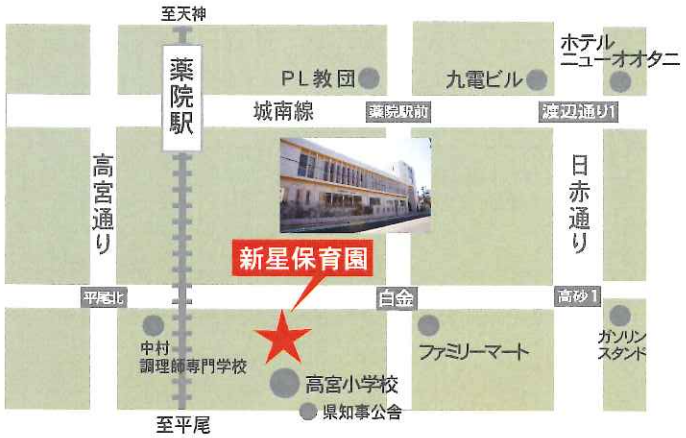 至天神
ホテル
ニューオオタニ
薬院駅
PL教団
九電ビル
城南線
薬院駅前
渡辺通り1
高宮通り
日赤通り
新星保育園
平尾北
白金
高砂1
中村
調理師専門学校
ファミリーマート
ガソリン
スタンド
高宮小学校
県知事公舎
至平尾